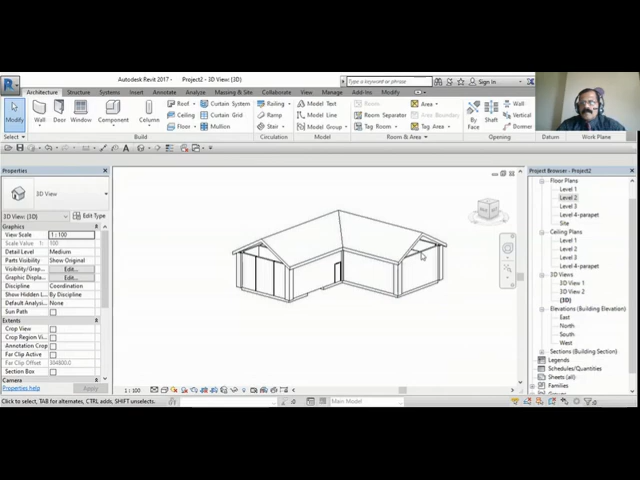 Autodesk Revit 2017 - Project2 - 3D View: {3D}
Type a keyword or phrase
Sign In
Architecture Structure Systems Insert Annotate Analyze Massing & Site Collaborate View Manage Add-Ins Modify
Modify Wall Door Window Component Column
Roof Curtain System
Ceiling Curtain Grid
Floor Mullion
Railing Model Text
Ramp Model Line
Stair Model Group
Room Area
Room Separator Area Boundary
Tag Room Tag Area
By Face Shaft
Wall
Vertical
Dormer
Select Build Circulation Model Room & Area Opening Datum Work Plane
Properties
3D View
3D View: {3D} Edit Type
Graphics
View Scale 1 : 100
Scale Value 1: 100
Detail Level Medium
Parts Visibility Show Original
Visibility/Grap... Edit...
Graphic Displa... Edit...
Discipline Coordination
Show Hidden L... By Discipline
Default Analysi... None
Sun Path
Extents
Crop View
Crop Region Vi...
Annotation Crop
Far Clip Active
Far Clip Offset 304800.0
Section Box
Camera
Properties help Apply
Project Browser - Project2
Floor Plans
Level 1
Level 2
Level 3
Level 4-parapet
Site
Ceiling Plans
Level 1
Level 2
Level 3
Level 4-parapet
3D Views
3D View 1
3D View 2
{3D}
Elevations (Building Elevation)
East
North
South
West
Sections (Building Section)
Legends
Schedules/Quantities
Sheets (all)
Families
1 : 100
Click to select, TAB for alternates, CTRL adds, SHIFT unselects.
:0
Main Model
:0